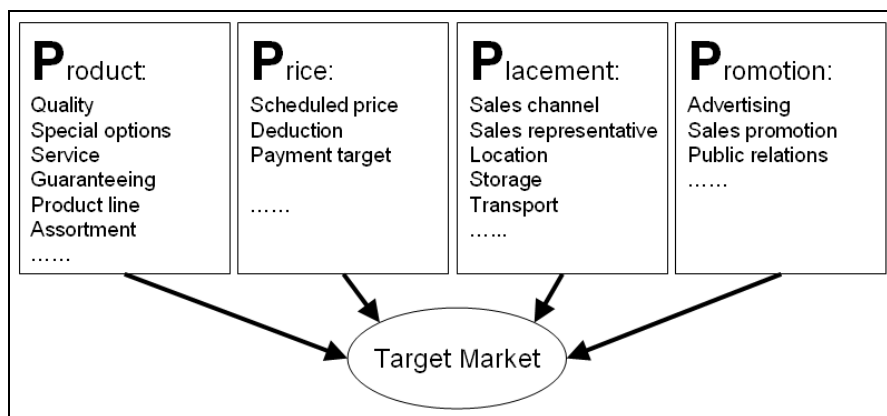 Product:
Quality
Special options
Service
Guaranteeing
Product line
Assortment
……
Price:
Scheduled price
Deduction
Payment target
……
Placement:
Sales channel
Sales representative
Location
Storage
Transport
……
Promotion:
Advertising
Sales promotion
Public relations
……
Target Market